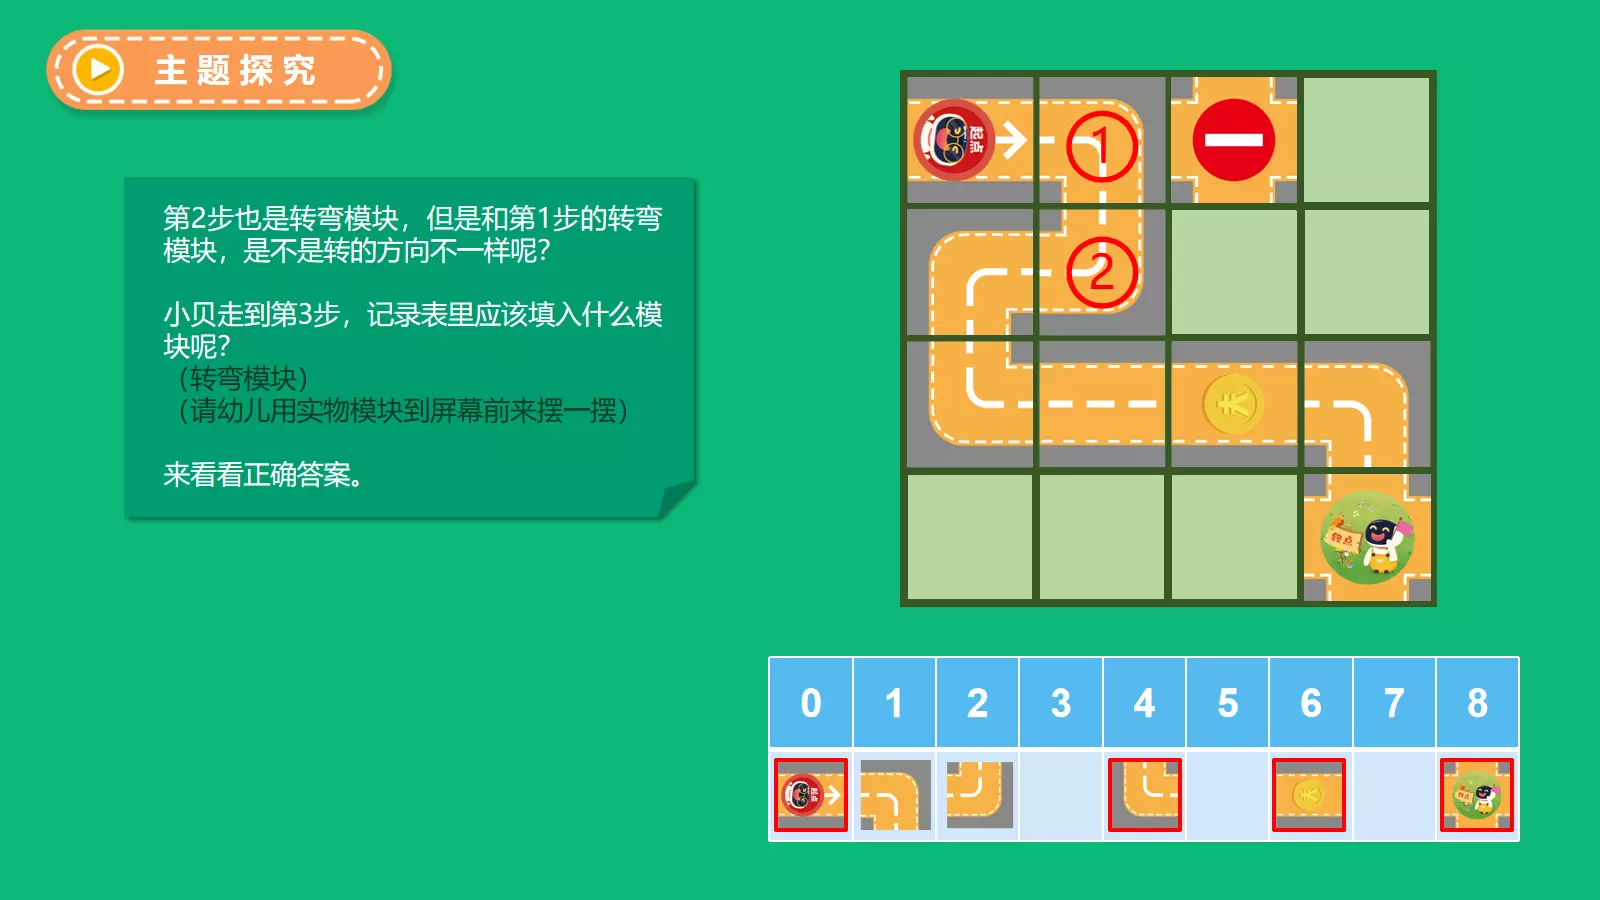 主题探究
第2步也是转弯模块，但是和第1步的转弯
模块，是不是转的方向不一样呢？
小贝走到第3步，记录表里应该填入什么模
块呢？
（转弯模块）
（请幼儿用实物模块到屏幕前来摆一摆）
来看看正确答案。
起点
1
2
终点
0 1 2 3 4 5 6 7 8
起点
终点